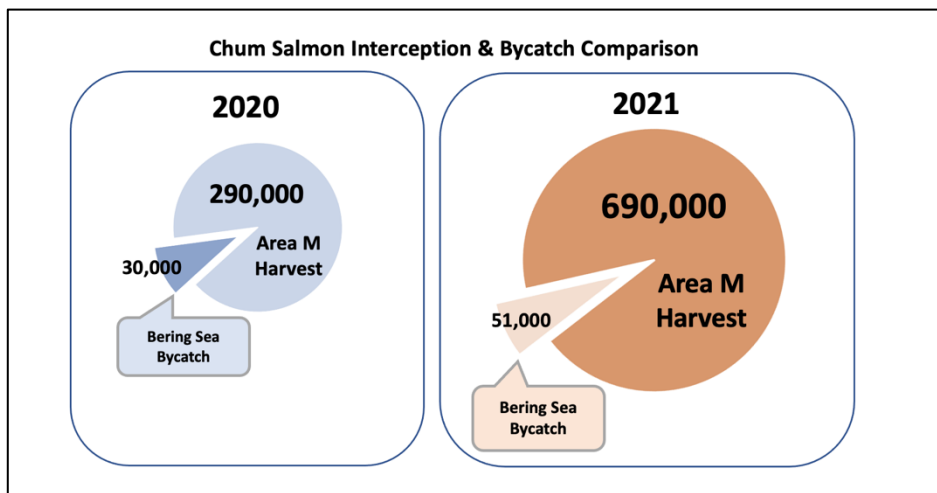 Chum Salmon Interception & Bycatch Comparison
2020
290,000
Area M
Harvest
30,000
Bering Sea
Bycatch
2021
690,000
Area M
Harvest
51,000
Bering Sea
Bycatch